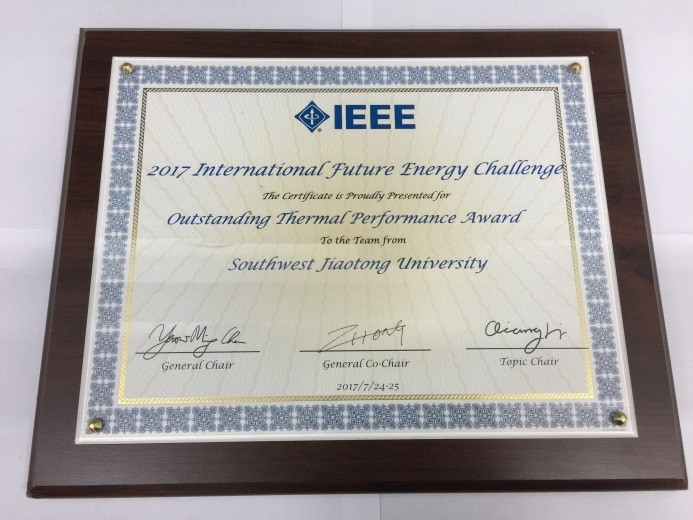 IEEE
2017 International Future Energy Challenge
The Certificate is Proudly Presented for
Outstanding Thermal Performance Award
To the Team from
Southwest Jiaotong University
ZHONG
General Chair
General Co-Chair
Topic Chair
2017/7/24-25